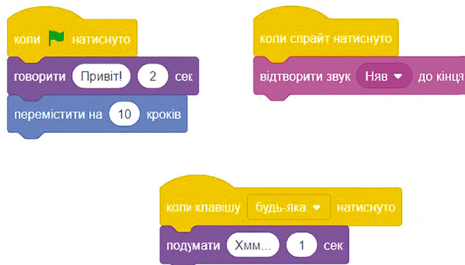 коли натиснуто
говорити Привіт! 2 сек
перемістити на 10 кроків
коли спрайт натиснуто
відтворити звук Няв до кінця
коли клавішу будь-яка натиснуто
подумати Хмм... 1 сек